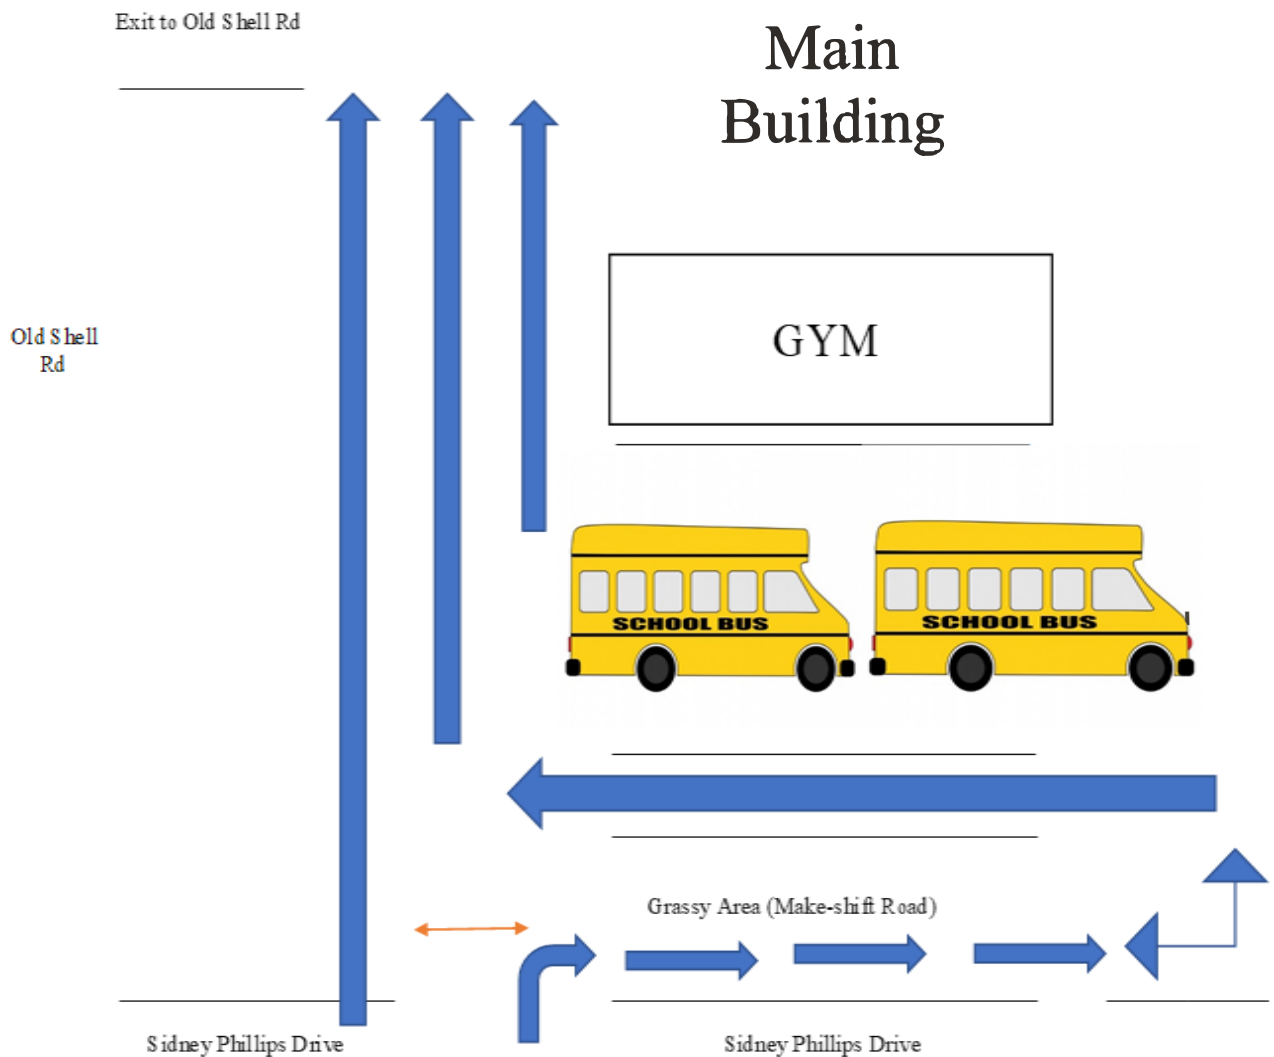 Exit to Old Shell Rd
Main
Building
Old Shell
Rd
GYM
SCHOOL BUS
SCHOOL BUS
Grassy Area (Make-shift Road)
Sidney Phillips Drive
Sidney Phillips Drive